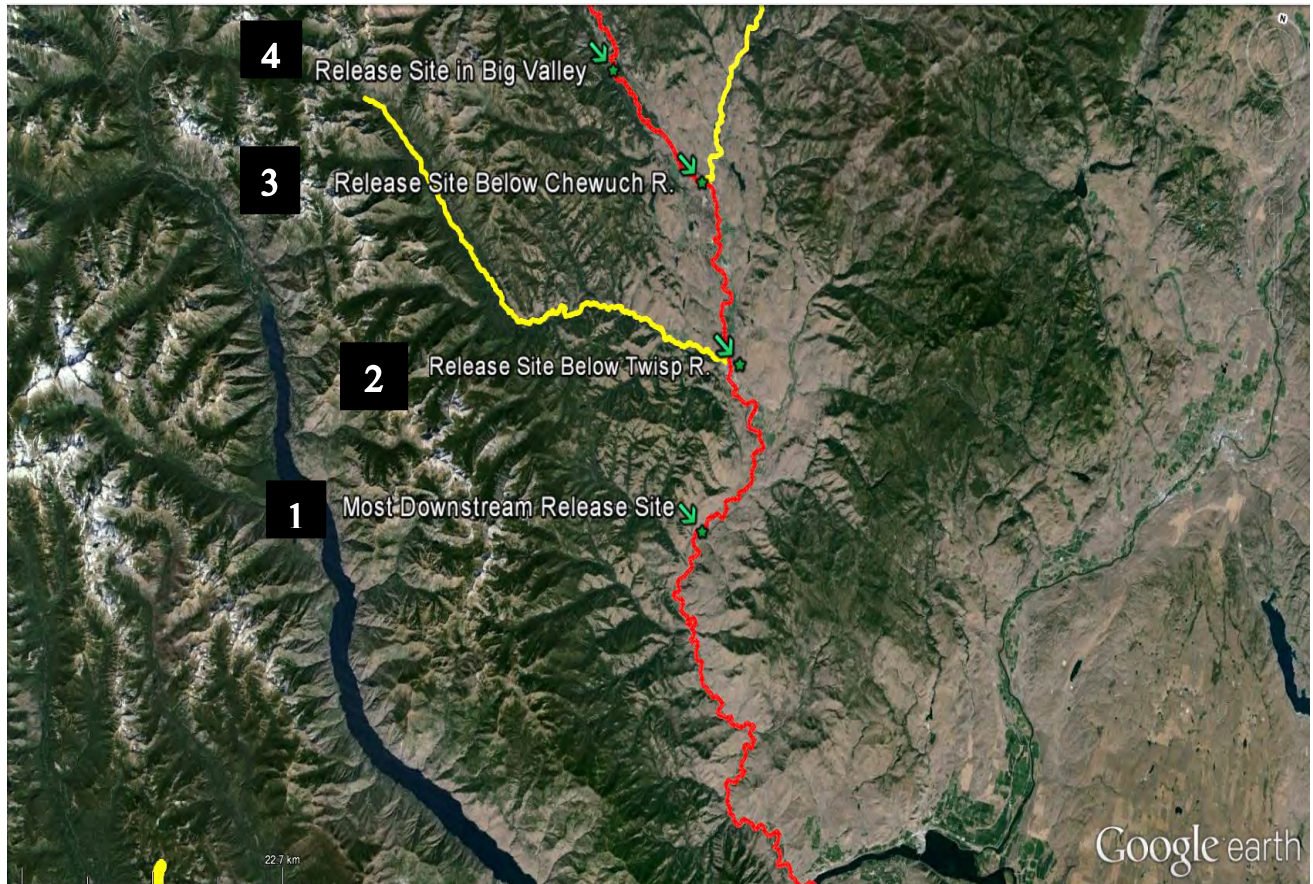 4
Release Site in Big Valley
3
Release Site Below Chewuch R.
2
Release Site Below Twisp R.
1
Most Downstream Release Site
N
22.7 km
Google earth